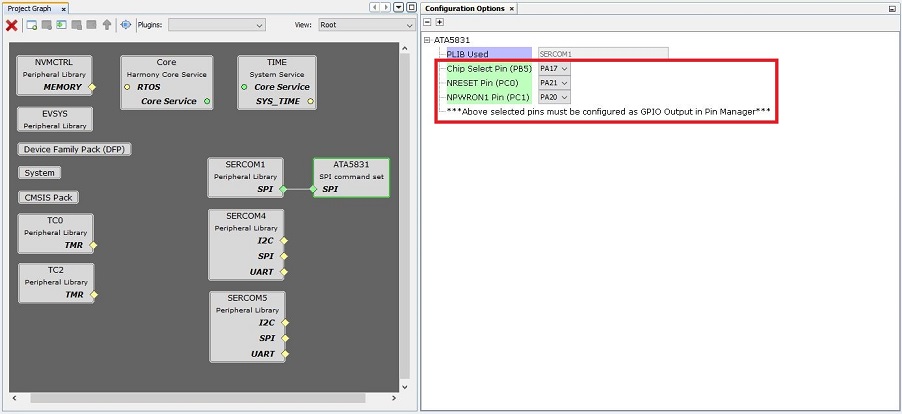 Project Graph x
Plugins:
View:
Root
NVMCTRL
Peripheral Library
MEMORY
Core
Harmony Core Service
RTOS
Core Service
TIME
System Service
Core Service
SYS_TIME
EVSYS
Peripheral Library
Device Family Pack (DFP)
System
CMSIS Pack
SERCOM1
Peripheral Library
SPI
ATA5831
SPI command set
SPI
TC0
Peripheral Library
TMR
SERCOM4
Peripheral Library
I2C
SPI
UART
TC2
Peripheral Library
TMR
SERCOM5
Peripheral Library
I2C
SPI
UART
Configuration Options x
ATA5831
PLIB Used SERCOM1
Chip Select Pin (PB5) PA17
NRESET Pin (PC0) PA21
NPWRON1 Pin (PC1) PA20
***Above selected pins must be configured as GPIO Output in Pin Manager***